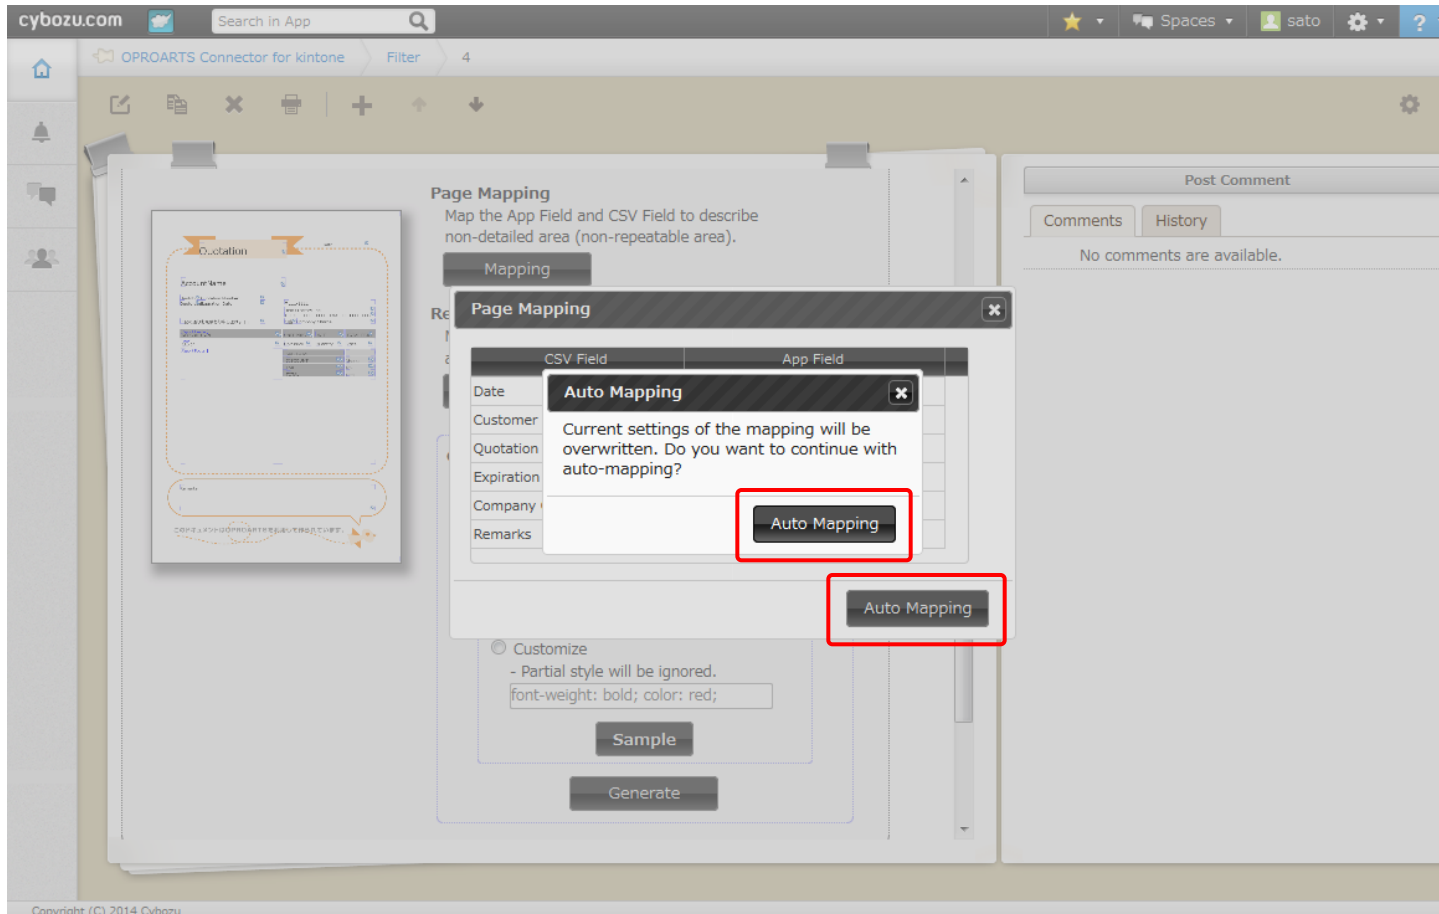 cybozu.com
Search in App
Spaces
sato
?
OPROARTS Connector for kintone
Filter
4
Post Comment
Comments
History
No comments are available.
Page Mapping
Map the App Field and CSV Field to describe
non-detailed area (non-repeatable area).
Mapping
Quotation
Account Name
Re
Page Mapping
CSV Field
App Field
Date
Customer
Quotation
Expiration
Company
Remarks
Auto Mapping
Current settings of the mapping will be
overwritten. Do you want to continue with
auto-mapping?
Auto Mapping
Auto Mapping
Customize
- Partial style will be ignored.
font-weight: bold; color: red;
Sample
Generate
Copyright (C) 2014 Cybozu